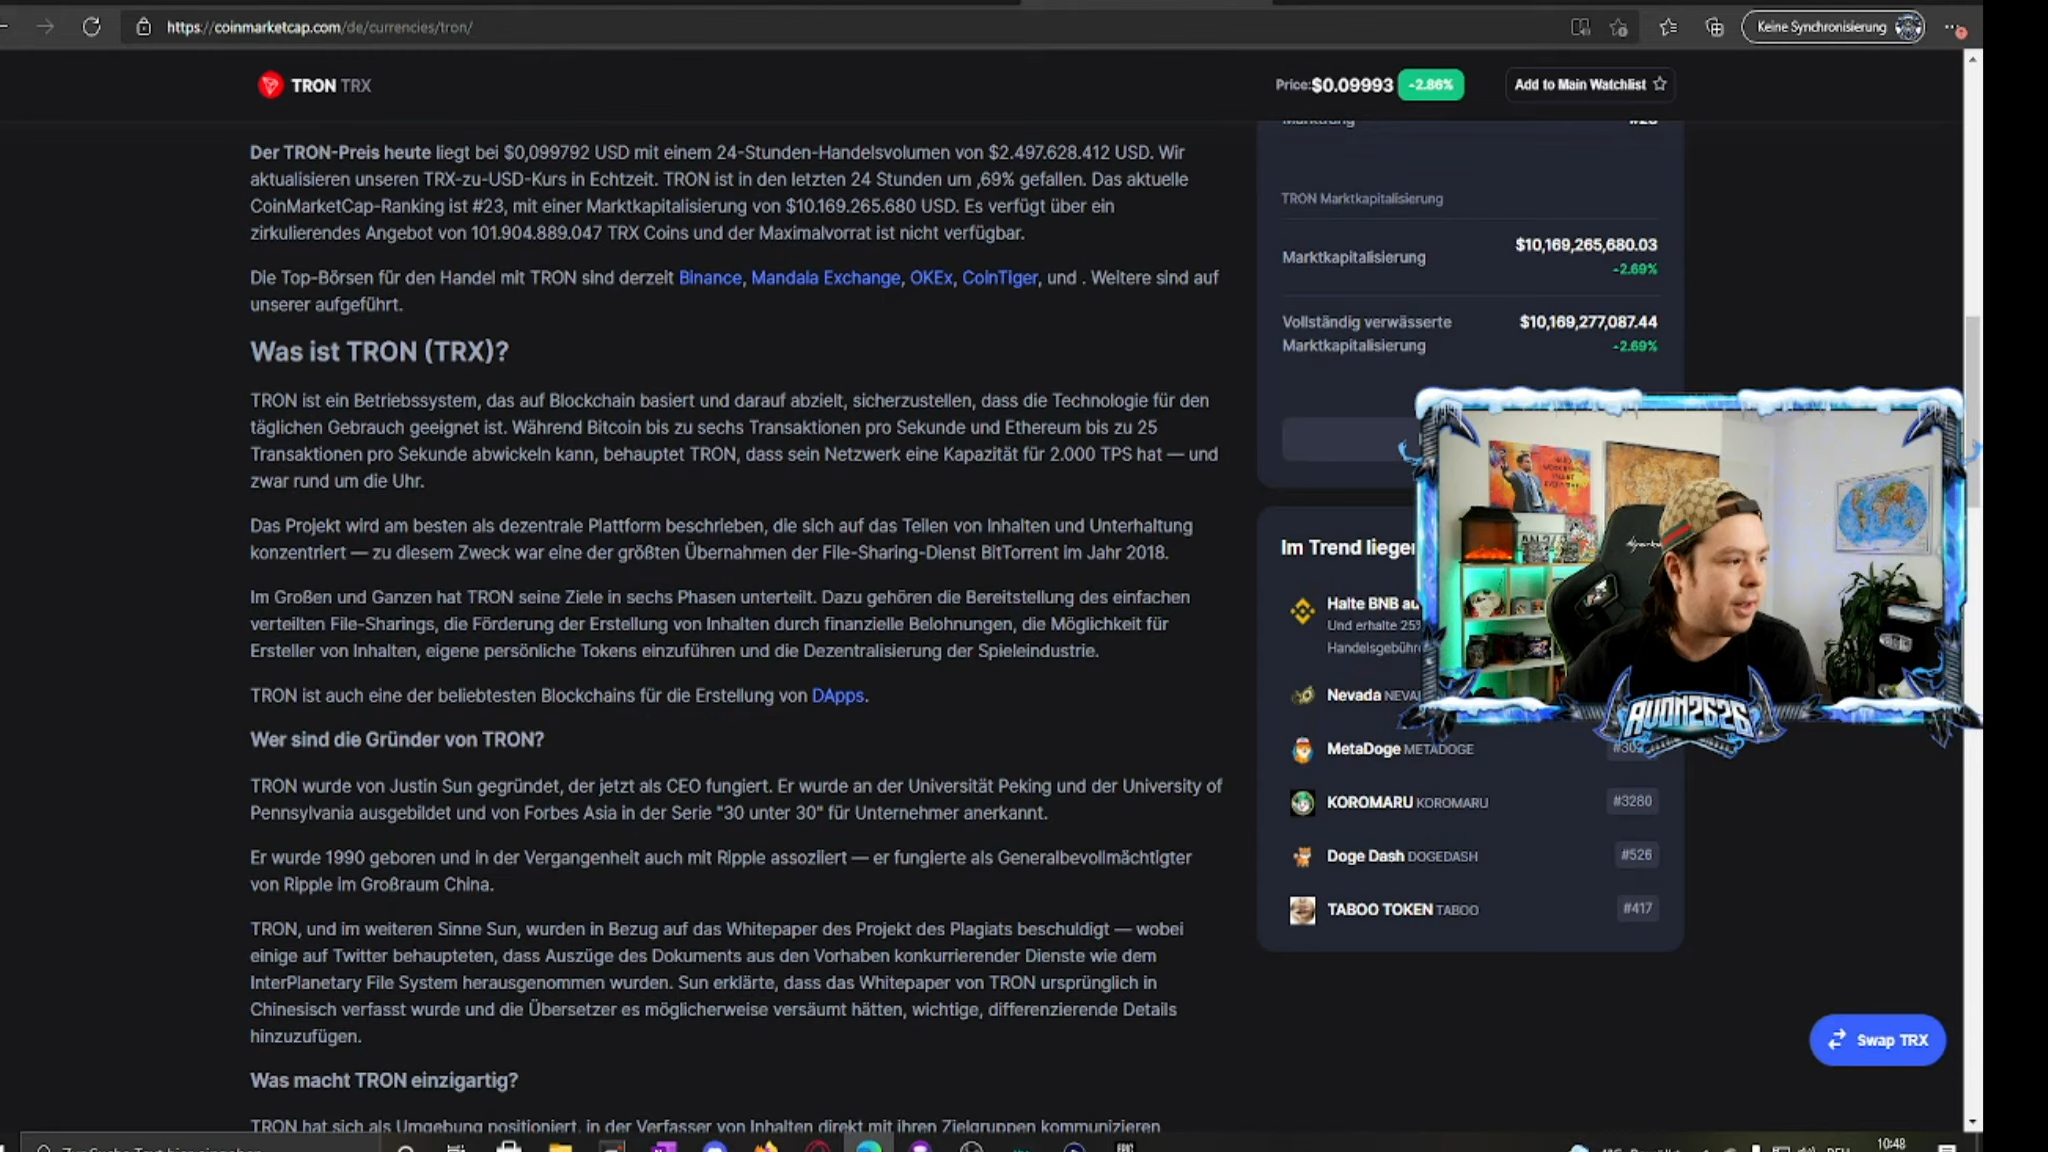 https://coinmarketcap.com/de/currencies/tron/
Keine Synchronisierung
TRON TRX
Price:$0.09993 -2.86%
Add to Main Watchlist
Der TRON-Preis heute liegt bei $0,099792 USD mit einem 24-Stunden-Handelsvolumen von $2.497.628.412 USD. Wir
aktualisieren unseren TRX-zu-USD-Kurs in Echtzeit. TRON ist in den letzten 24 Stunden um ,69% gefallen. Das aktuelle
CoinMarketCap-Ranking ist #23, mit einer Marktkapitalisierung von $10.169.265.680 USD. Es verfügt über ein
zirkulierendes Angebot von 101.904.889.047 TRX Coins und der Maximalvorrat ist nicht verfügbar.
Die Top-Börsen für den Handel mit TRON sind derzeit Binance, Mandala Exchange, OKEx, CoinTiger, und . Weitere sind auf
unserer aufgeführt.
Was ist TRON (TRX)?
TRON ist ein Betriebssystem, das auf Blockchain basiert und darauf abzielt, sicherzustellen, dass die Technologie für den
täglichen Gebrauch geeignet ist. Während Bitcoin bis zu sechs Transaktionen pro Sekunde und Ethereum bis zu 25
Transaktionen pro Sekunde abwickeln kann, behauptet TRON, dass sein Netzwerk eine Kapazität für 2.000 TPS hat — und
zwar rund um die Uhr.
Das Projekt wird am besten als dezentrale Plattform beschrieben, die sich auf das Teilen von Inhalten und Unterhaltung
konzentriert — zu diesem Zweck war eine der größten Übernahmen der File-Sharing-Dienst BitTorrent im Jahr 2018.
Im Großen und Ganzen hat TRON seine Ziele in sechs Phasen unterteilt. Dazu gehören die Bereitstellung des einfachen
verteilten File-Sharings, die Förderung der Erstellung von Inhalten durch finanzielle Belohnungen, die Möglichkeit für
Ersteller von Inhalten, eigene persönliche Tokens einzuführen und die Dezentralisierung der Spieleindustrie.
TRON ist auch eine der beliebtesten Blockchains für die Erstellung von DApps.
Wer sind die Gründer von TRON?
TRON wurde von Justin Sun gegründet, der jetzt als CEO fungiert. Er wurde an der Universität Peking und der University of
Pennsylvania ausgebildet und von Forbes Asia in der Serie "30 unter 30" für Unternehmer anerkannt.
Er wurde 1990 geboren und in der Vergangenheit auch mit Ripple assoziiert — er fungierte als Generalbevollmächtigter
von Ripple im Großraum China.
TRON, und im weiteren Sinne Sun, wurden in Bezug auf das Whitepaper des Projekt des Plagiats beschuldigt — wobei
einige auf Twitter behaupteten, dass Auszüge des Dokuments aus den Vorhaben konkurrierender Dienste wie dem
InterPlanetary File System herausgenommen wurden. Sun erklärte, dass das Whitepaper von TRON ursprünglich in
Chinesisch verfasst wurde und die Übersetzer es möglicherweise versäumt hätten, wichtige, differenzierende Details
hinzuzufügen.
Was macht TRON einzigartig?
TRON hat sich als Umgebung positioniert, in der Verfasser von Inhalten direkt mit ihren Zielgruppen kommunizieren
TRON Marktkapitalisierung
Marktkapitalisierung $10,169,265,680.03
-2.69%
Vollständig verwässerte $10,169,277,087.44
Marktkapitalisierung -2.69%
Im Trend
Halte BNB
Und erhalte
Nevada
MetaDoge METADOGE
KOROMARU KOROMARU #3280
Doge Dash DOGEDASH #526
TABOO TOKEN TABOO #417
AVON2626
Swap TRX
10:48